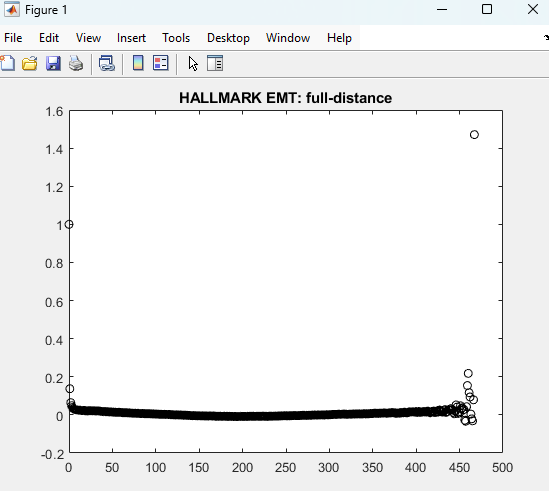 Figure 1
File Edit View Insert Tools Desktop Window Help
HALLMARK EMT: full-distance
1.6
1.4
1.2
1
0.8
0.6
0.4
0.2
0
-0.2
0 50 100 150 200 250 300 350 400 450 500